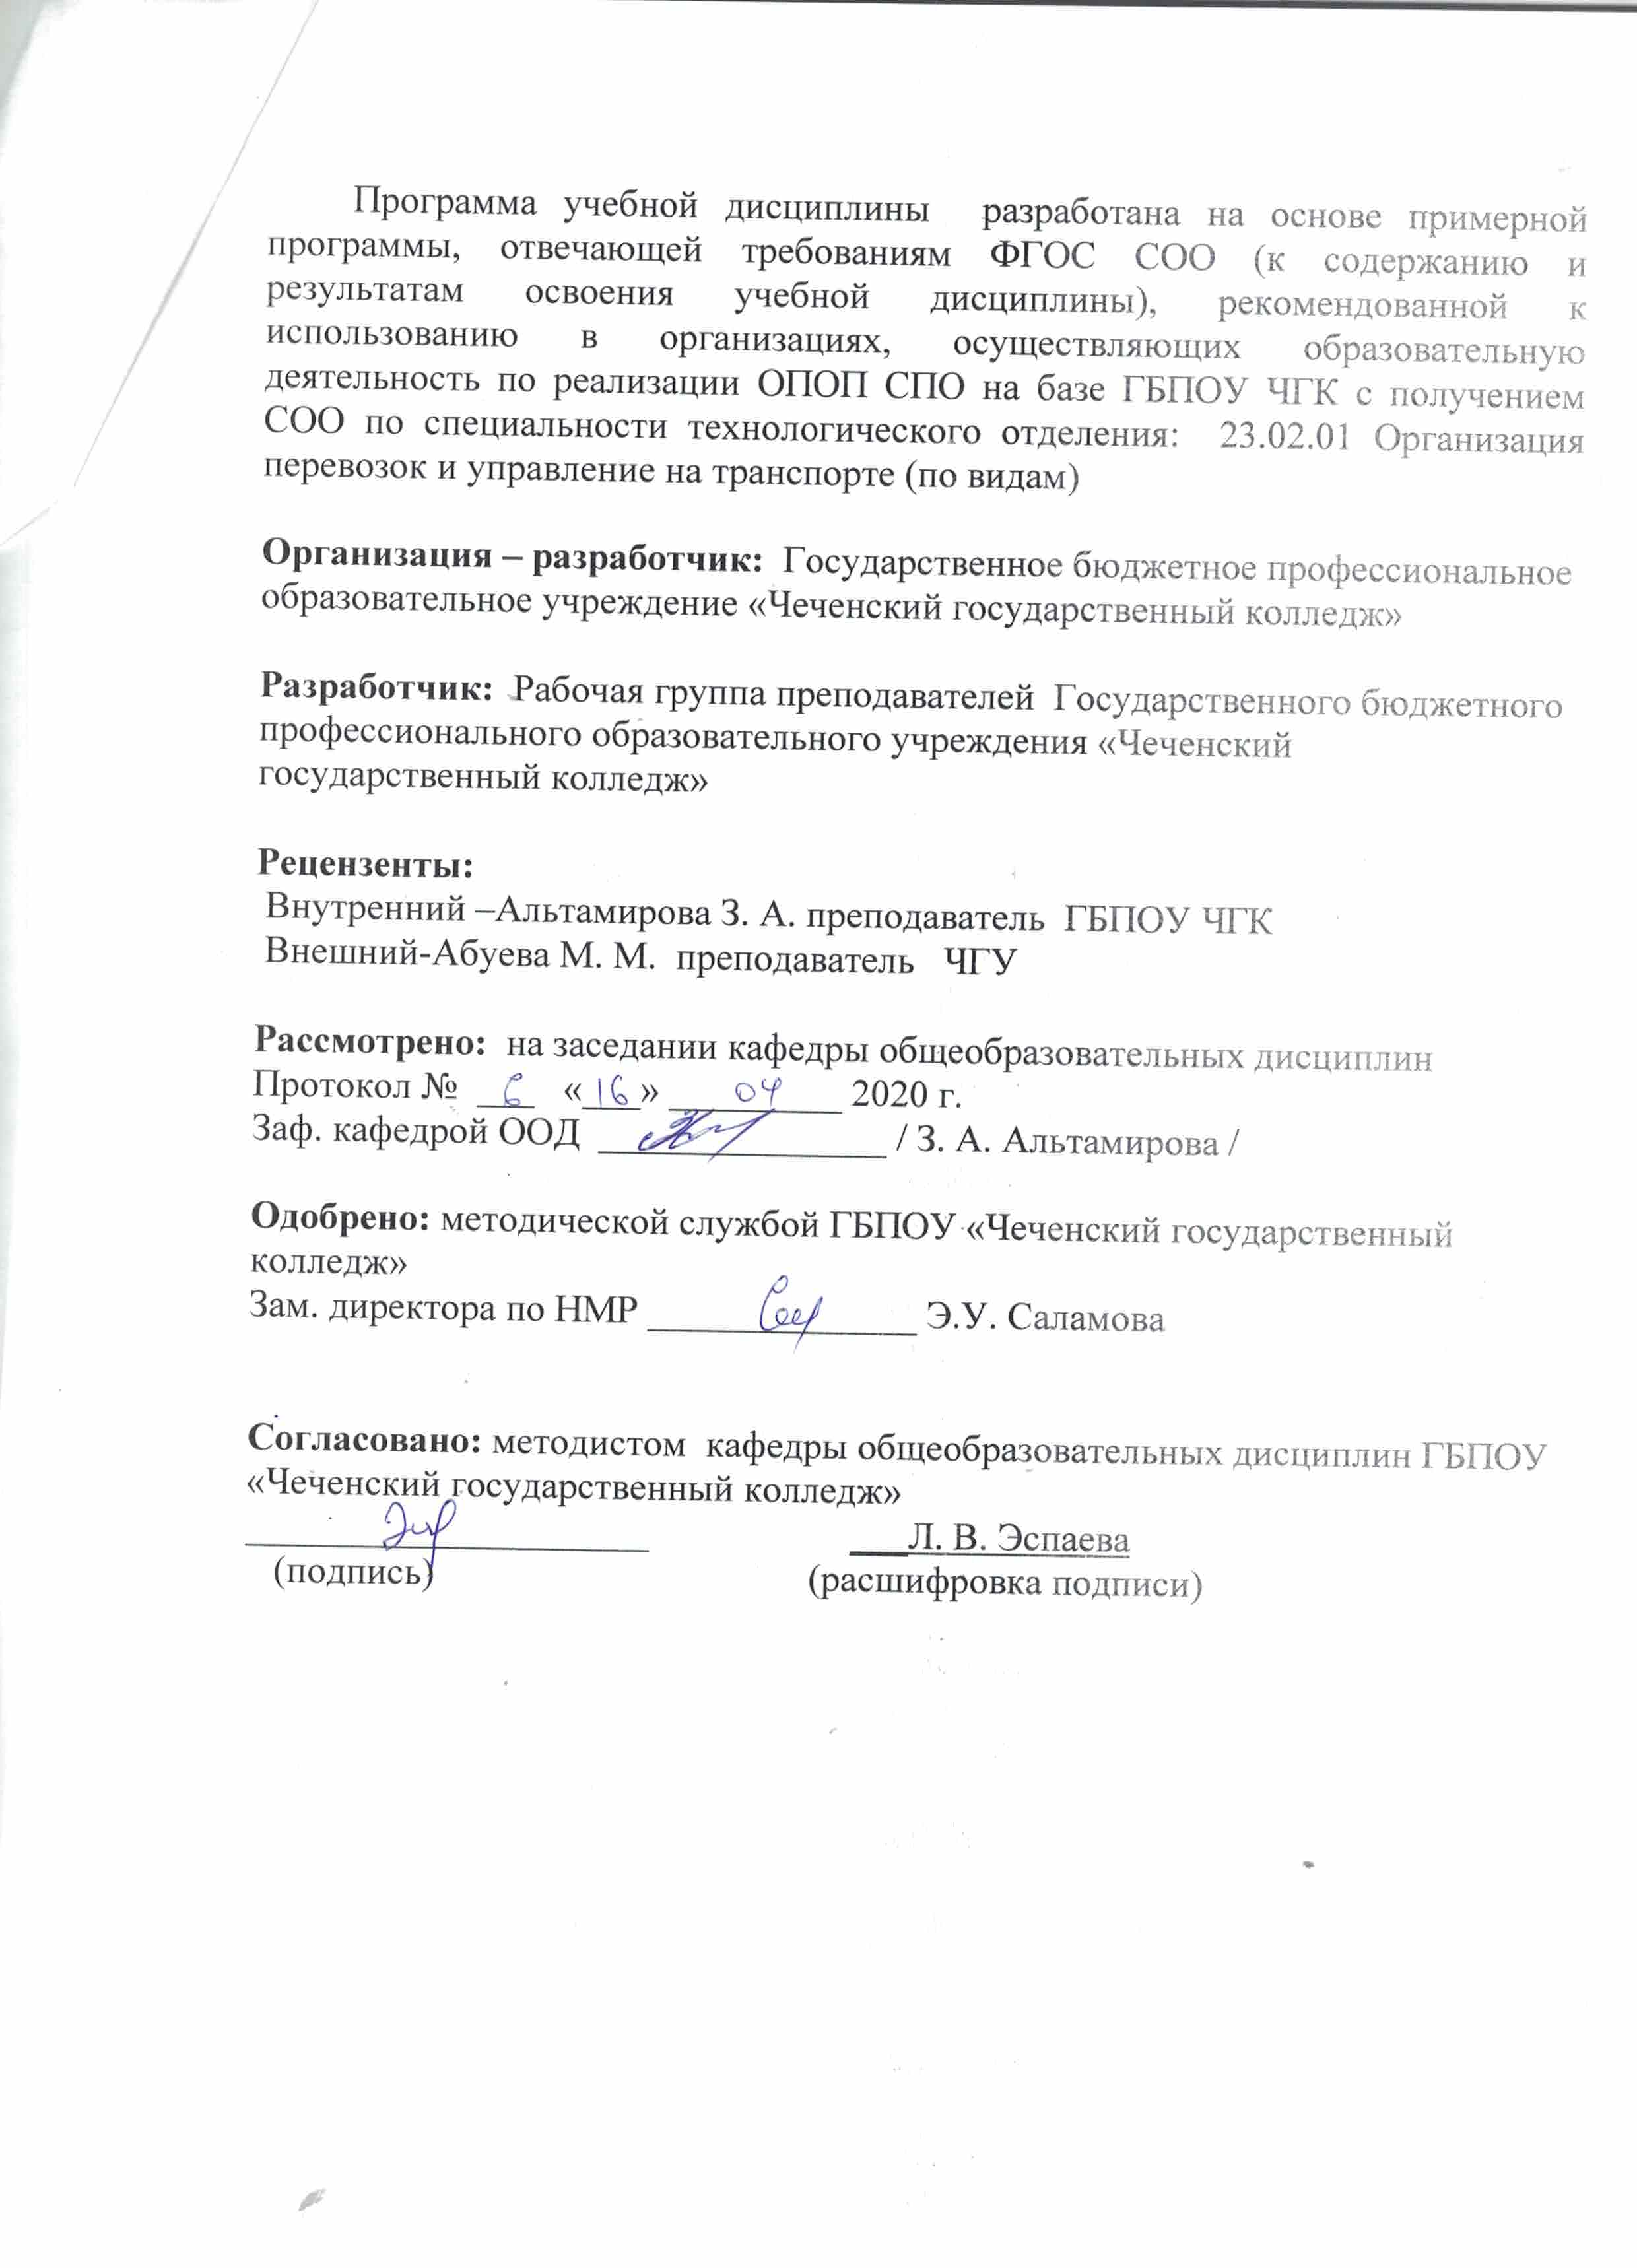 Программа учебной дисциплины разработана на основе примерной
программы, отвечающей требованиям ФГОС СОО (к содержанию и
результатам освоения учебной дисциплины), рекомендованной к
использованию в организациях, осуществляющих образовательную
деятельность по реализации ОПОП СПО на базе ГБПОУ ЧГК с получением
СОО по специальности технологического отделения: 23.02.01 Организация
перевозок и управление на транспорте (по видам)
Организация – разработчик: Государственное бюджетное профессиональное
образовательное учреждение «Чеченский государственный колледж»
Разработчик: Рабочая группа преподавателей Государственного бюджетного
профессионального образовательного учреждения «Чеченский
государственный колледж»
Рецензенты:
Внутренний –Альтамирова З. А. преподаватель ГБПОУ ЧГК
Внешний-Абуева М. М. преподаватель ЧГУ
Рассмотрено: на заседании кафедры общеобразовательных дисциплин
Протокол № 6 «16» 04 2020 г.
Заф. кафедрой ООД / З. А. Альтамирова /
Одобрено: методической службой ГБПОУ «Чеченский государственный
колледж»
Зам. директора по НМР Э.У. Саламова
Согласовано: методистом кафедры общеобразовательных дисциплин ГБПОУ
«Чеченский государственный колледж»
Л. В. Эспаева
(подпись) (расшифровка подписи)